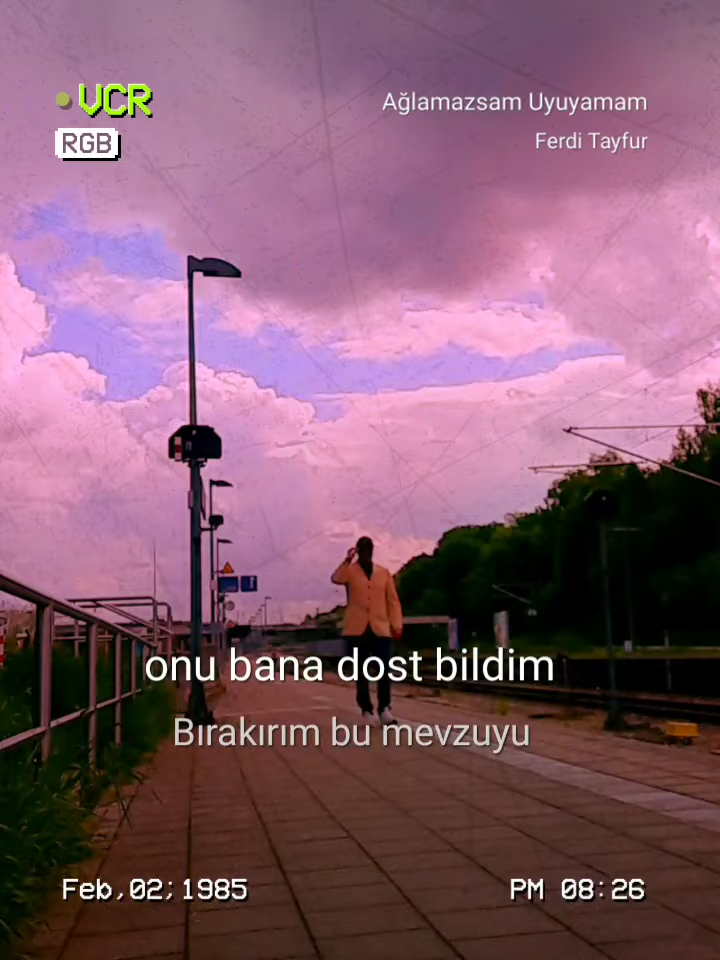 VCR
RGB
Ağlamazsam Uyuyamam
Ferdi Tayfur
onu bana dost bildim
Bırakırım bu mevzuyu
Feb,02;1985
PM 08:26